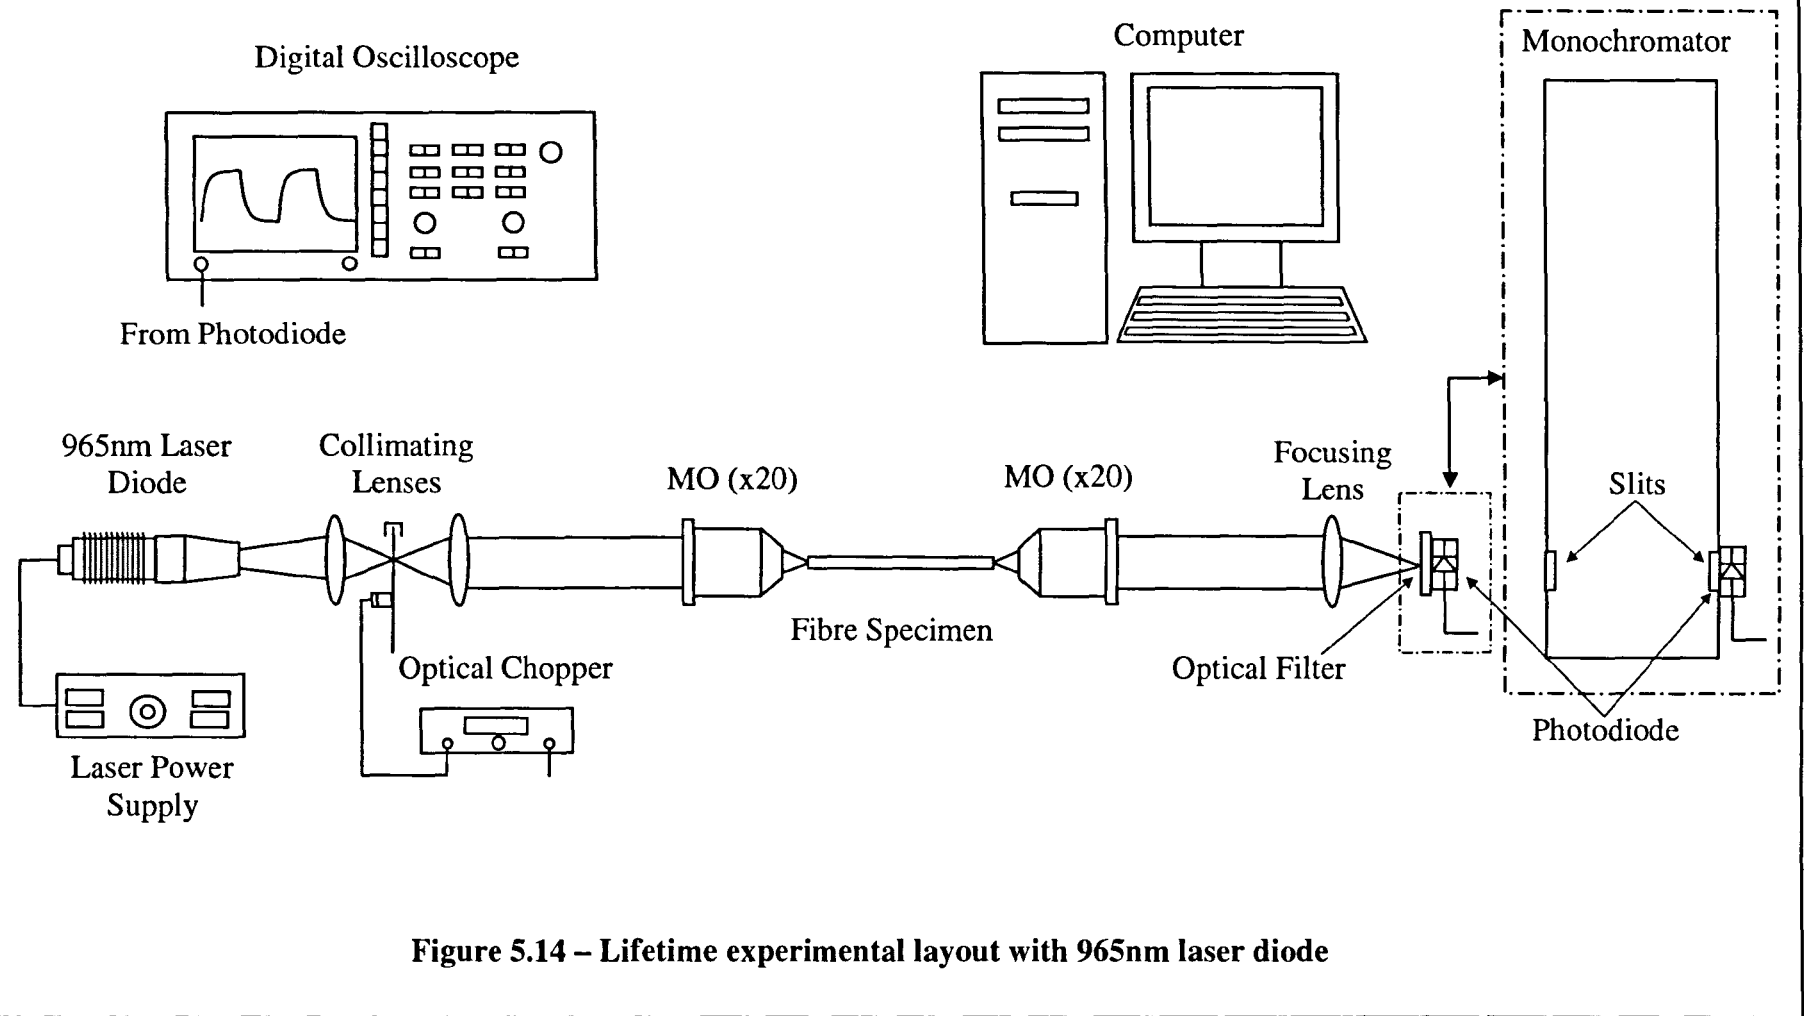 Digital Oscilloscope
Computer
Monochromator
From Photodiode
965nm Laser
Diode
Collimating
Lenses
MO (x20)
MO (x20)
Focusing
Lens
Slits
Fibre Specimen
Optical Chopper
Optical Filter
Photodiode
Laser Power
Supply
Figure 5.14 – Lifetime experimental layout with 965nm laser diode